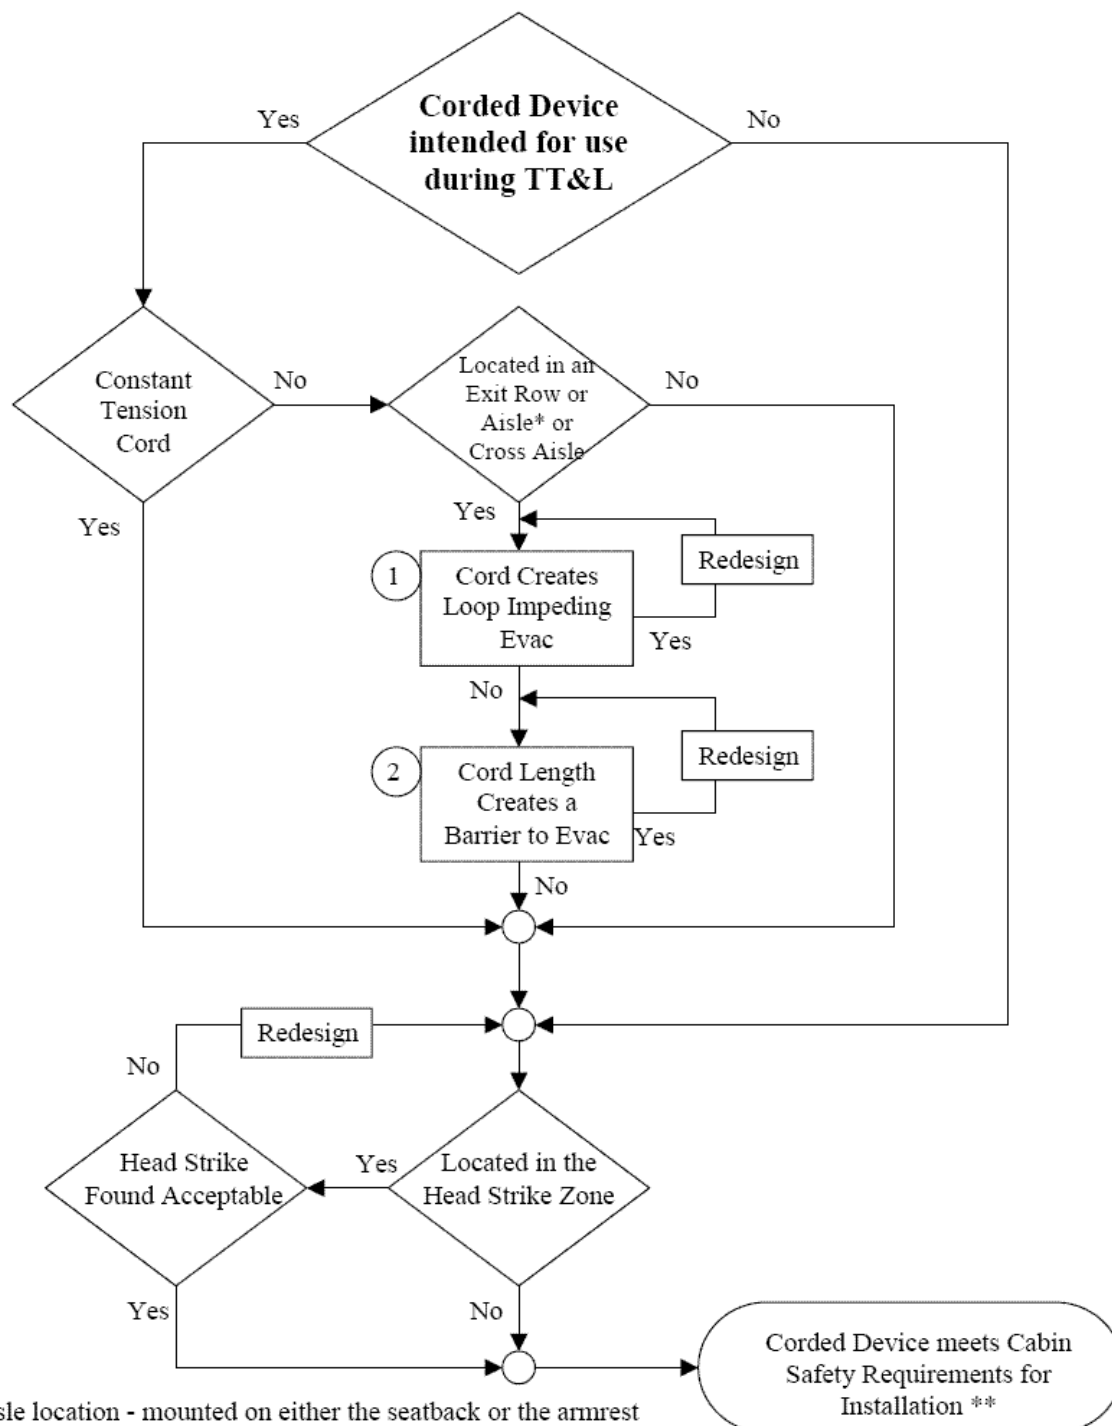 Yes
Corded Device
intended for use
during TT&L
No
Constant
Tension
Cord
No
Located in an
Exit Row or
Aisle* or
Cross Aisle
No
Yes
Yes
1
Cord Creates
Loop Impeding
Evac
Redesign
Yes
No
2
Cord Length
Creates a
Barrier to Evac
Redesign
Yes
No
Redesign
No
Head Strike
Found Acceptable
Yes
Located in the
Head Strike Zone
Yes
No
Corded Device meets Cabin
Safety Requirements for
Installation **
location - mounted on either the seatback or the armrest